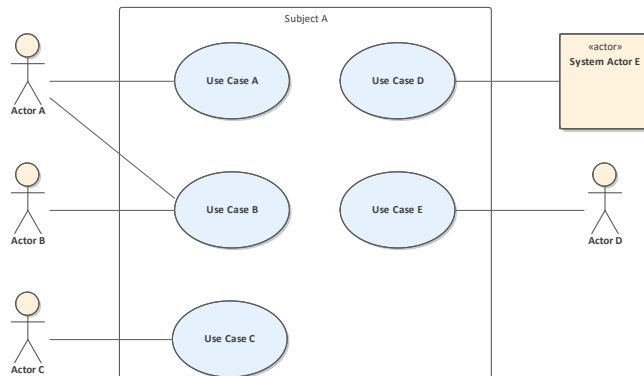 Subject A
«actor»
System Actor E
Use Case A
Use Case D
Actor A
Use Case B
Use Case E
Actor B
Actor D
Use Case C
Actor C